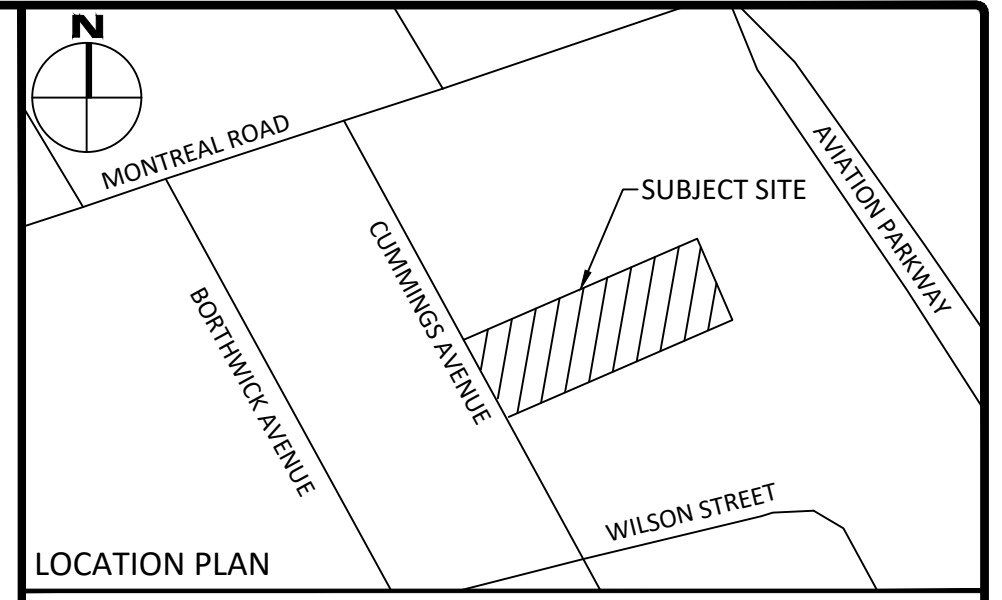 N
MONTREAL ROAD
SUBJECT SITE
AVIATION PARKWAY
CUMMINGS AVENUE
BORTHWICK AVENUE
WILSON STREET
LOCATION PLAN